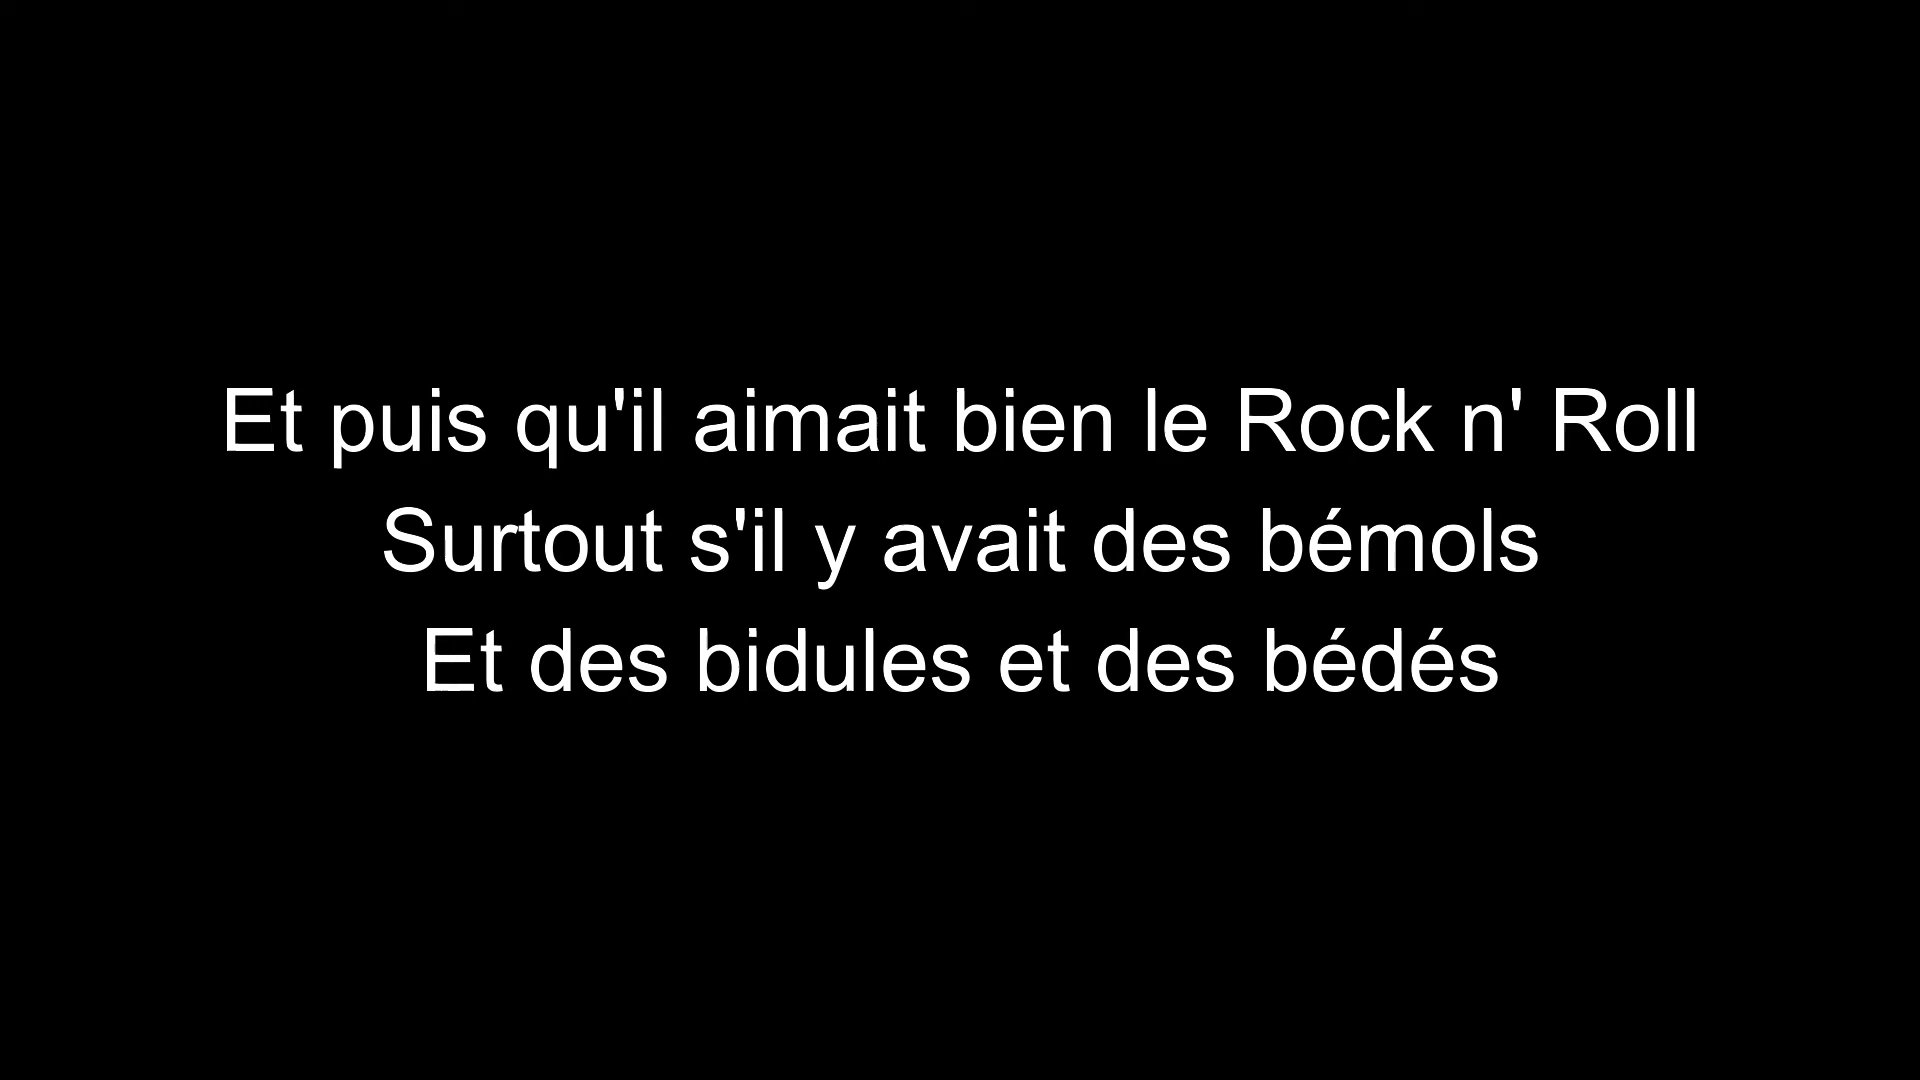 Et puis qu'il aimait bien le Rock n' Roll
Surtout s'il y avait des bémols
Et des bidules et des bédés